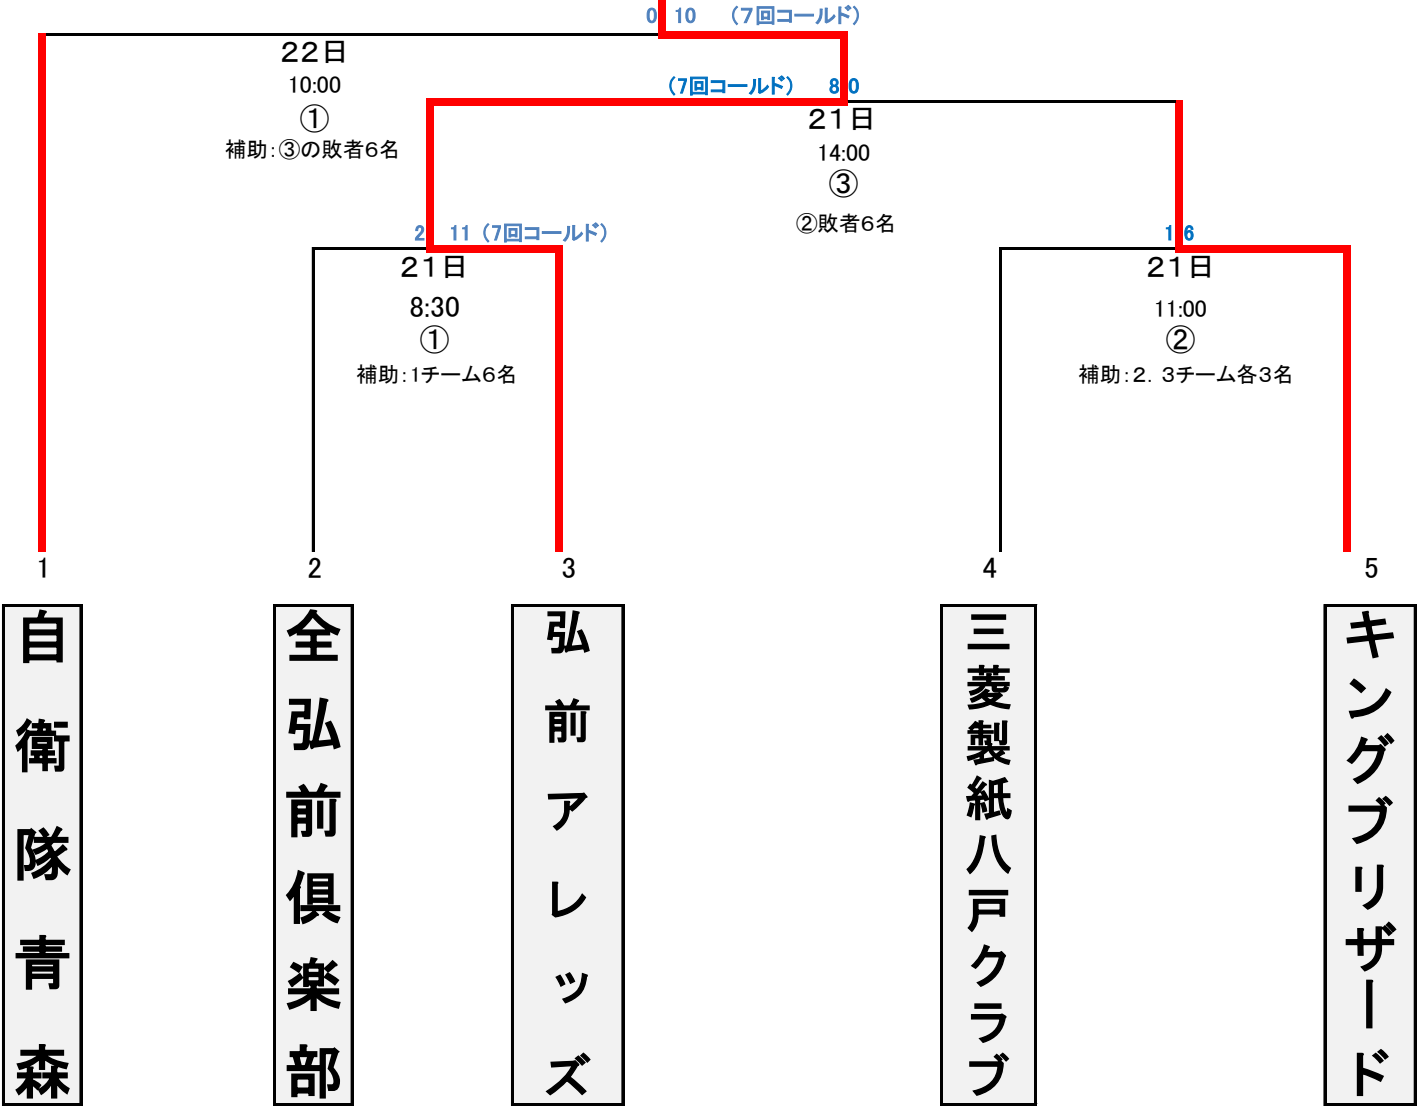 0 10 （7回コールド）
22日
10:00
①
補助：③の敗者6名
（7回コールド） 8 0
21日
14:00
③
②敗者6名
2 11（7回コールド）
21日
8:30
①
補助：1チーム6名
1 6
21日
11:00
②
補助：2．3チーム各3名
1
2
3
4
5
自衛隊青森
全弘前倶楽部
弘前アレッズ
三菱製紙八戸クラブ
キングブリザード